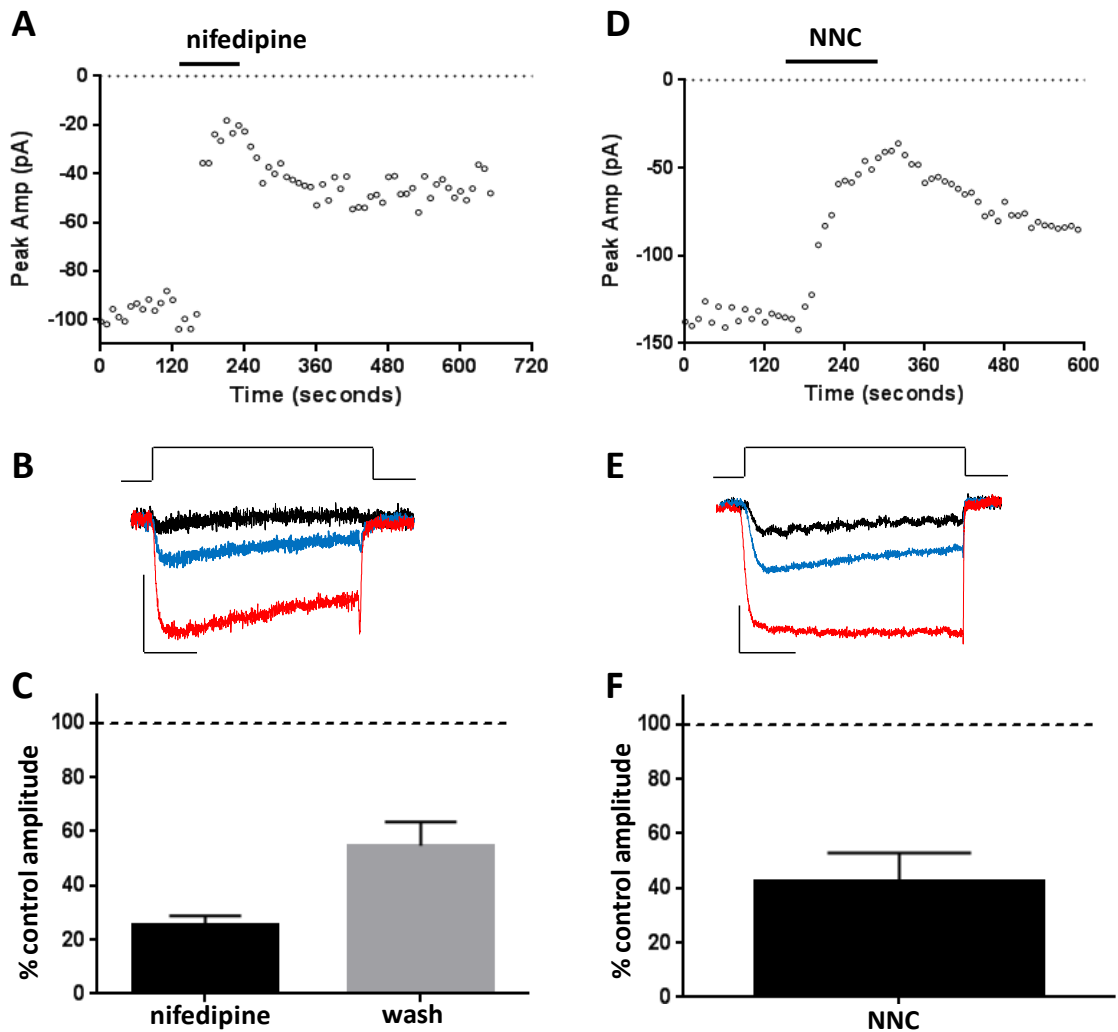 A
nifedipine
0
-20
-40
-60
-80
-100
Peak Amp (pA)
0 120 240 360 480 600 720
Time (seconds)
B
C
100
80
60
40
20
0
% control amplitude
nifedipine wash
D
NNC
0
-50
-100
-150
Peak Amp (pA)
0 120 240 360 480 600
Time (seconds)
E
F
100
80
60
40
20
0
% control amplitude
NNC